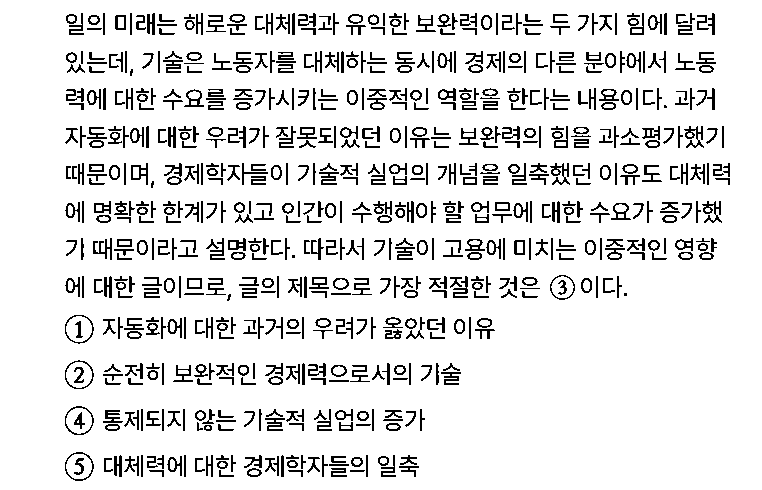 일의 미래는 해로운 대체력과 유익한 보완력이라는 두 가지 힘에 달려
있는데, 기술은 노동자를 대체하는 동시에 경제의 다른 분야에서 노동
력에 대한 수요를 증가시키는 이중적인 역할을 한다는 내용이다. 과거
자동화에 대한 우려가 잘못되었던 이유는 보완력의 힘을 과소평가했기
때문이며, 경제학자들이 기술적 실업의 개념을 일축했던 이유도 대체력
에 명확한 한계가 있고 인간이 수행해야 할 업무에 대한 수요가 증가했
기 때문이라고 설명한다. 따라서 기술이 고용에 미치는 이중적인 영향
에 대한 글이므로, 글의 제목으로 가장 적절한 것은 ③이다.
① 자동화에 대한 과거의 우려가 옳았던 이유
② 순전히 보완적인 경제력으로서의 기술
④ 통제되지 않는 기술적 실업의 증가
⑤ 대체력에 대한 경제학자들의 일축